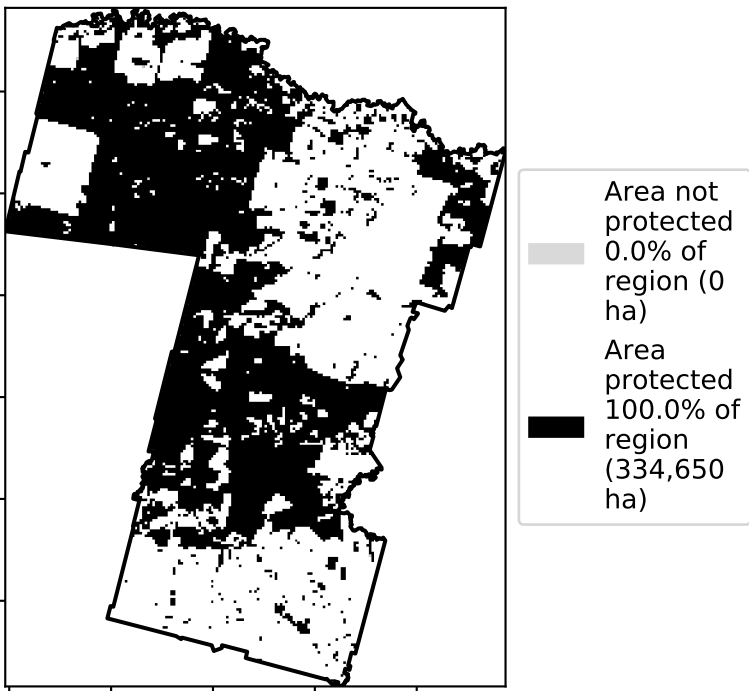 Area not
protected
0.0% of
region (0
ha)
Area
protected
100.0% of
region
(334,650
ha)